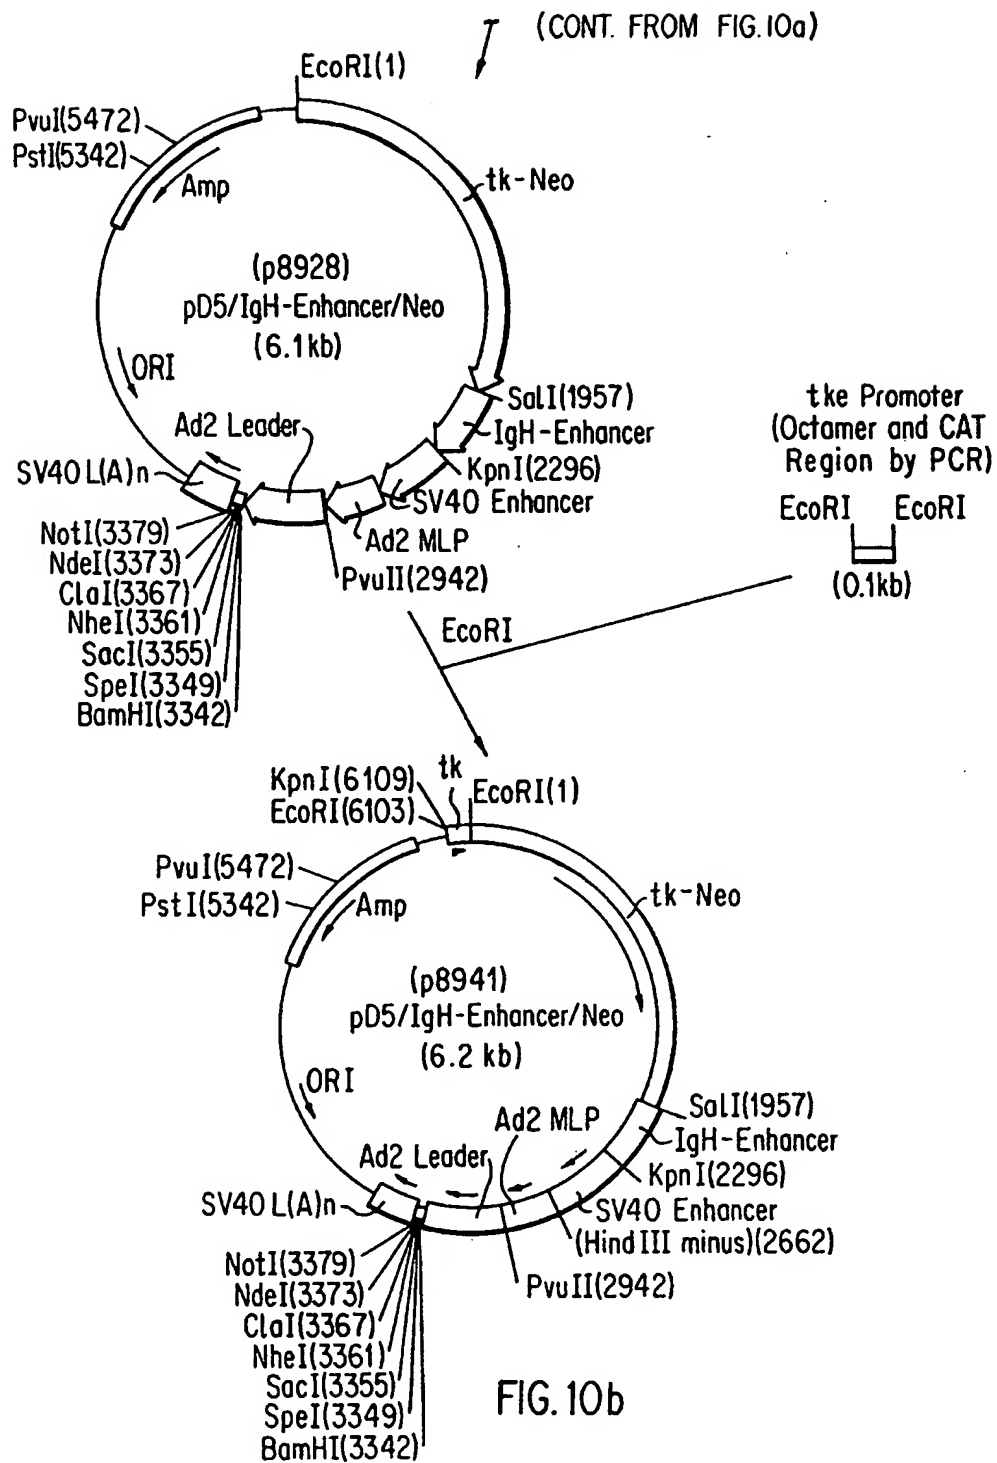 (CONT. FROM FIG.10a)
EcoRI(1)
PvuI(5472)
PstI(5342)
Amp
tk-Neo
(p8928)
pD5/IgH-Enhancer/Neo
(6.1kb)
ORI
Ad2 Leader
SalI(1957)
IgH-Enhancer
KpnI(2296)
SV40 Enhancer
SV40 L(A)n
Ad2 MLP
PvuII(2942)
NotI(3379)
NdeI(3373)
ClaI(3367)
NheI(3361)
SacI(3355)
SpeI(3349)
BamHI(3342)
tke Promoter
(Octamer and CAT
Region by PCR)
EcoRI EcoRI
(0.1kb)
EcoRI
KpnI(6109)
tk
EcoRI(6103)
EcoRI(1)
PvuI(5472)
PstI(5342)
Amp
tk-Neo
(p8941)
pD5/IgH-Enhancer/Neo
(6.2 kb)
ORI
Ad2 MLP
Ad2 Leader
SalI(1957)
IgH-Enhancer
KpnI(2296)
SV40 Enhancer
(Hind III minus)(2662)
PvuII(2942)
SV40 L(A)n
NotI(3379)
NdeI(3373)
ClaI(3367)
NheI(3361)
SacI(3355)
SpeI(3349)
BamHI(3342)
FIG. 10b